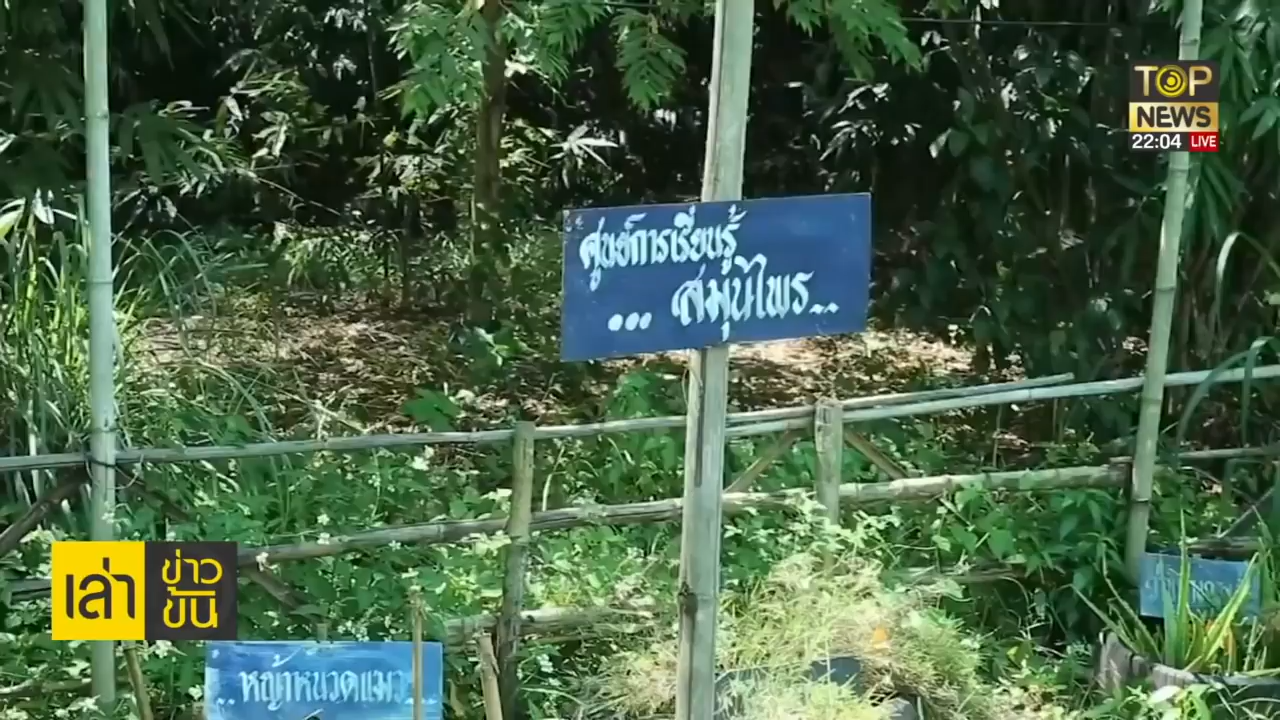 TOP
NEWS
22:04 LIVE
ศูนย์การเรียนรู้
... สมุนไพร..
เล่า
ข่าว
ข้น
..หญ้าหนวดแมว..